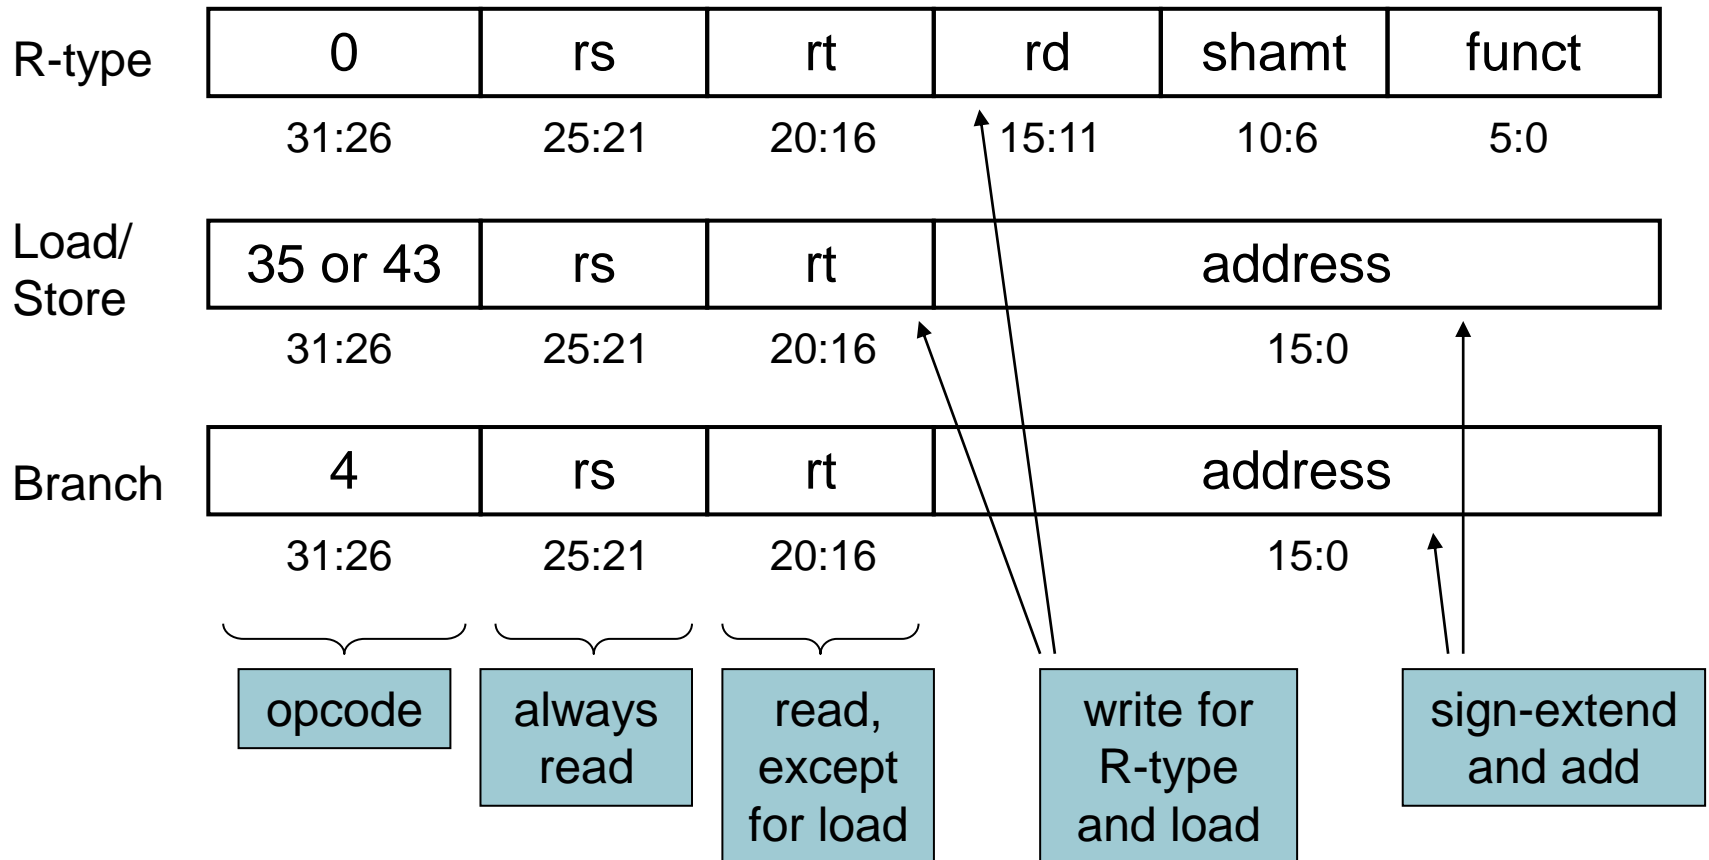 R-type 0 rs rt rd shamt funct
31:26 25:21 20:16 15:11 10:6 5:0
Load/
Store
35 or 43 rs rt address
31:26 25:21 20:16 15:0
Branch 4 rs rt address
31:26 25:21 20:16 15:0
opcode
always
read
read,
except
for load
write for
R-type
and load
sign-extend
and add